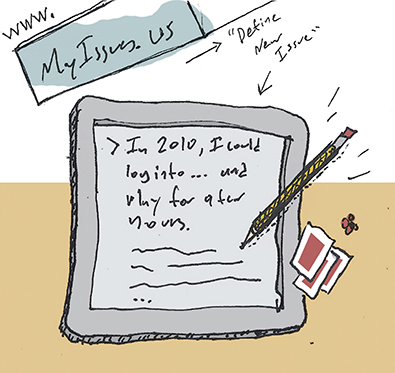 www.
MyIssues.us
"Define
New
Issue"
> In 2010, I could
log into... and
play for a few
hours.
...